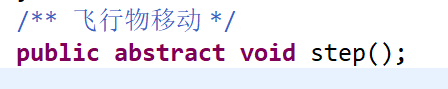 /** 飞行物移动 */
public abstract void step();